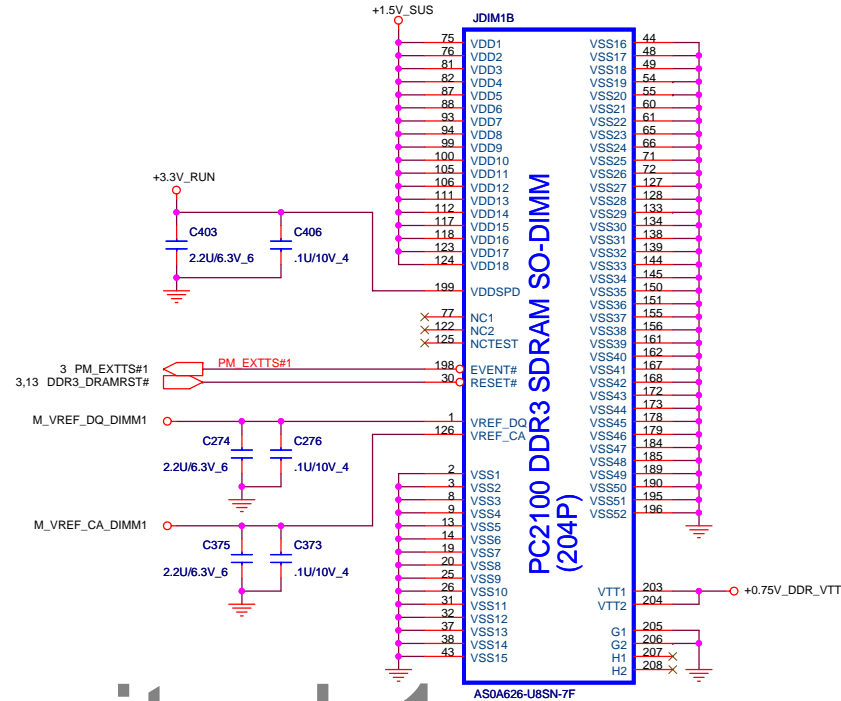 +1.5V_SUS
JDIM1B
75 VDD1 VSS16 44
76 VDD2 VSS17 48
81 VDD3 VSS18 49
82 VDD4 VSS19 54
87 VDD5 VSS20 55
88 VDD6 VSS21 60
93 VDD7 VSS22 61
94 VDD8 VSS23 65
99 VDD9 VSS24 66
100 VDD10 VSS25 71
105 VDD11 VSS26 72
106 VDD12 VSS27 127
111 VDD13 VSS28 128
112 VDD14 VSS29 133
117 VDD15 VSS30 134
118 VDD16 VSS31 138
123 VDD17 VSS32 139
124 VDD18 VSS33 144
VSS34 145
199 VDDSPD VSS35 150
VSS36 151
77 NC1 VSS37 155
122 NC2 VSS38 156
125 NCTEST VSS39 161
VSS40 162
198 EVENT# VSS41 167
30 RESET# VSS42 168
VSS43 172
VSS44 173
1 VREF_DQ VSS45 178
126 VREF_CA VSS46 179
VSS47 184
VSS48 185
2 VSS1 VSS49 189
3 VSS2 VSS50 190
8 VSS3 VSS51 195
9 VSS4 VSS52 196
13 VSS5
14 VSS6
19 VSS7
20 VSS8
25 VSS9
26 VSS10 VTT1 203
31 VSS11 VTT2 204
32 VSS12
37 VSS13 G1 205
38 VSS14 G2 206
43 VSS15 H1 207
H2 208
PC2100 DDR3 SDRAM SO-DIMM
(204P)
AS0A626-U8SN-7F
+0.75V_DDR_VTT
+3.3V_RUN
C403
2.2U/6.3V_6
C406
.1U/10V_4
3 PM_EXTTS#1
PM_EXTTS#1
3,13 DDR3_DRAMRST#
M_VREF_DQ_DIMM1
C274
2.2U/6.3V_6
C276
.1U/10V_4
M_VREF_CA_DIMM1
C375
2.2U/6.3V_6
C373
.1U/10V_4